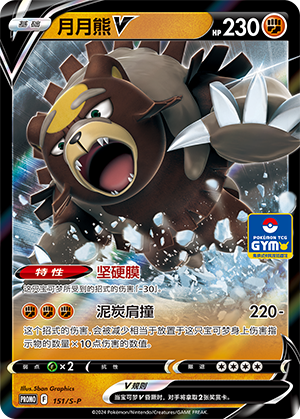 基础 月月熊V HP 230
POKÉMON TCG
GYM
特性 坚硬膜
这只宝可梦所受到的招式的伤害「-30」。
泥炭肩撞 220-
这个招式的伤害,会被减少相当于放置于这只宝可梦身上伤害指
示物的数量×10点伤害的数值。
弱点 ×2 抵抗力 撤退
Illus. 5ban Graphics
V规则
当宝可梦V昏厥时,对手将拿取2张奖赏卡。
PROMO F 151/S-P
©2024 Pokémon/Nintendo/Creatures/GAME FREAK.